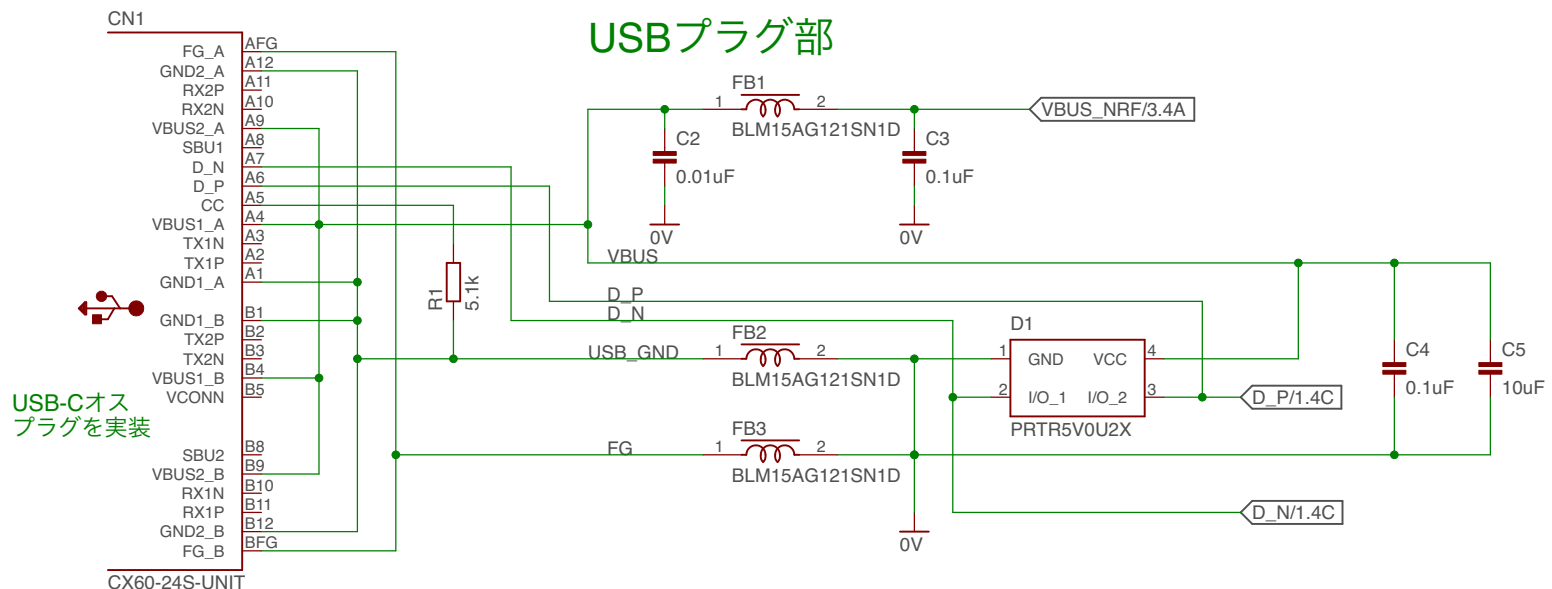 CN1
USBプラグ部
FG_A AFG
GND2_A A12
RX2P A11
RX2N A10
VBUS2_A A9
SBU1 A8
D_N A7
D_P A6
CC A5
VBUS1_A A4
TX1N A3
TX1P A2
GND1_A A1
GND1_B B1
TX2P B2
TX2N B3
VBUS1_B B4
VCONN B5
SBU2 B8
VBUS2_B B9
RX1N B10
RX1P B11
GND2_B B12
FG_B BFG
CX60-24S-UNIT
USB-Cオス
プラグを実装
R1
5.1k
FB1
1 2
BLM15AG121SN1D
VBUS_NRF/3.4A
C2
0.01uF
0V
C3
0.1uF
0V
VBUS
D_P
D_N
USB_GND
FB2
1 2
BLM15AG121SN1D
FG
FB3
1 2
BLM15AG121SN1D
0V
D1
1 GND VCC 4
2 I/O_1 I/O_2 3
PRTR5V0U2X
D_P/1.4C
D_N/1.4C
C4
0.1uF
C5
10uF